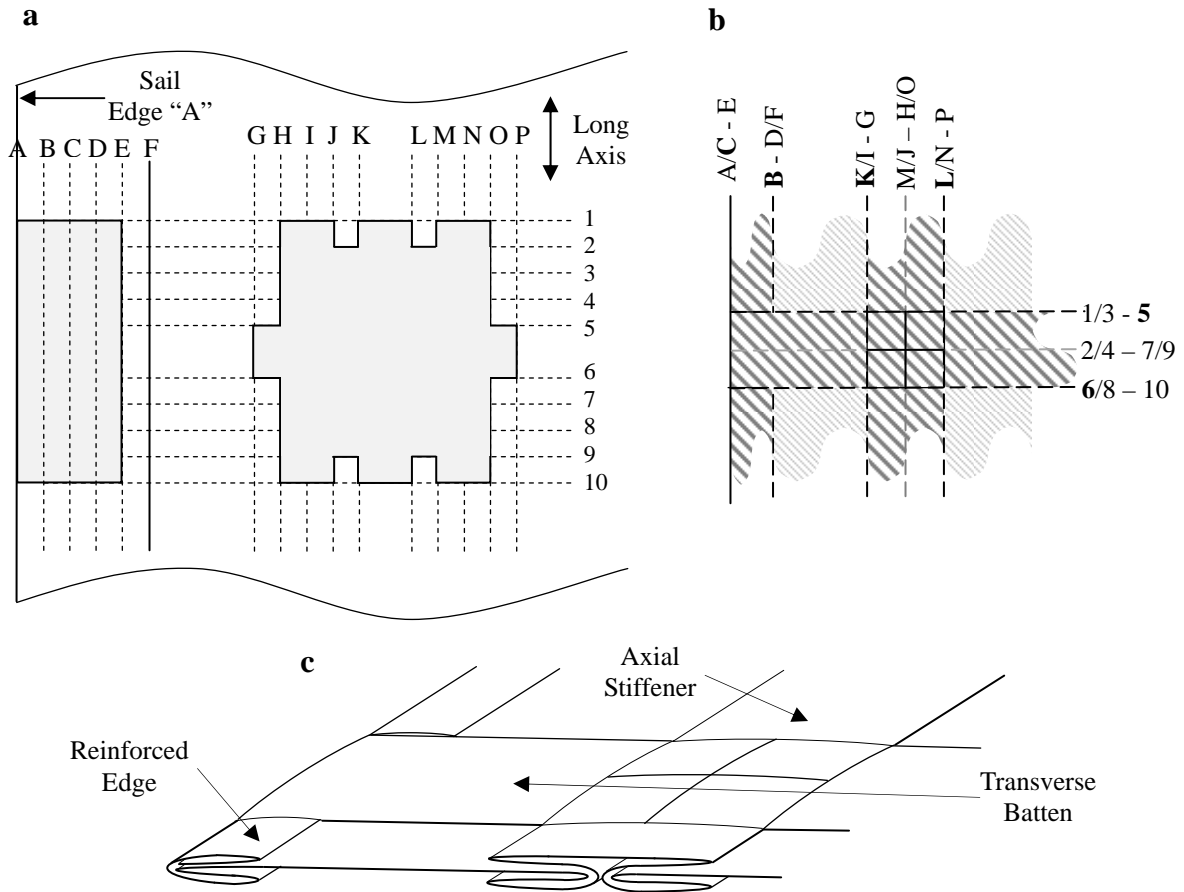 a
Sail
Edge “A”
Long
Axis
A B C D E F
G H I J K L M N O P
1
2
3
4
5
6
7
8
9
10
b
A/C - E
B - D/F
K/I - G
M/J – H/O
L/N - P
1/3 - 5
2/4 – 7/9
6/8 – 10
c
Axial
Stiffener
Reinforced
Edge
Transverse
Batten